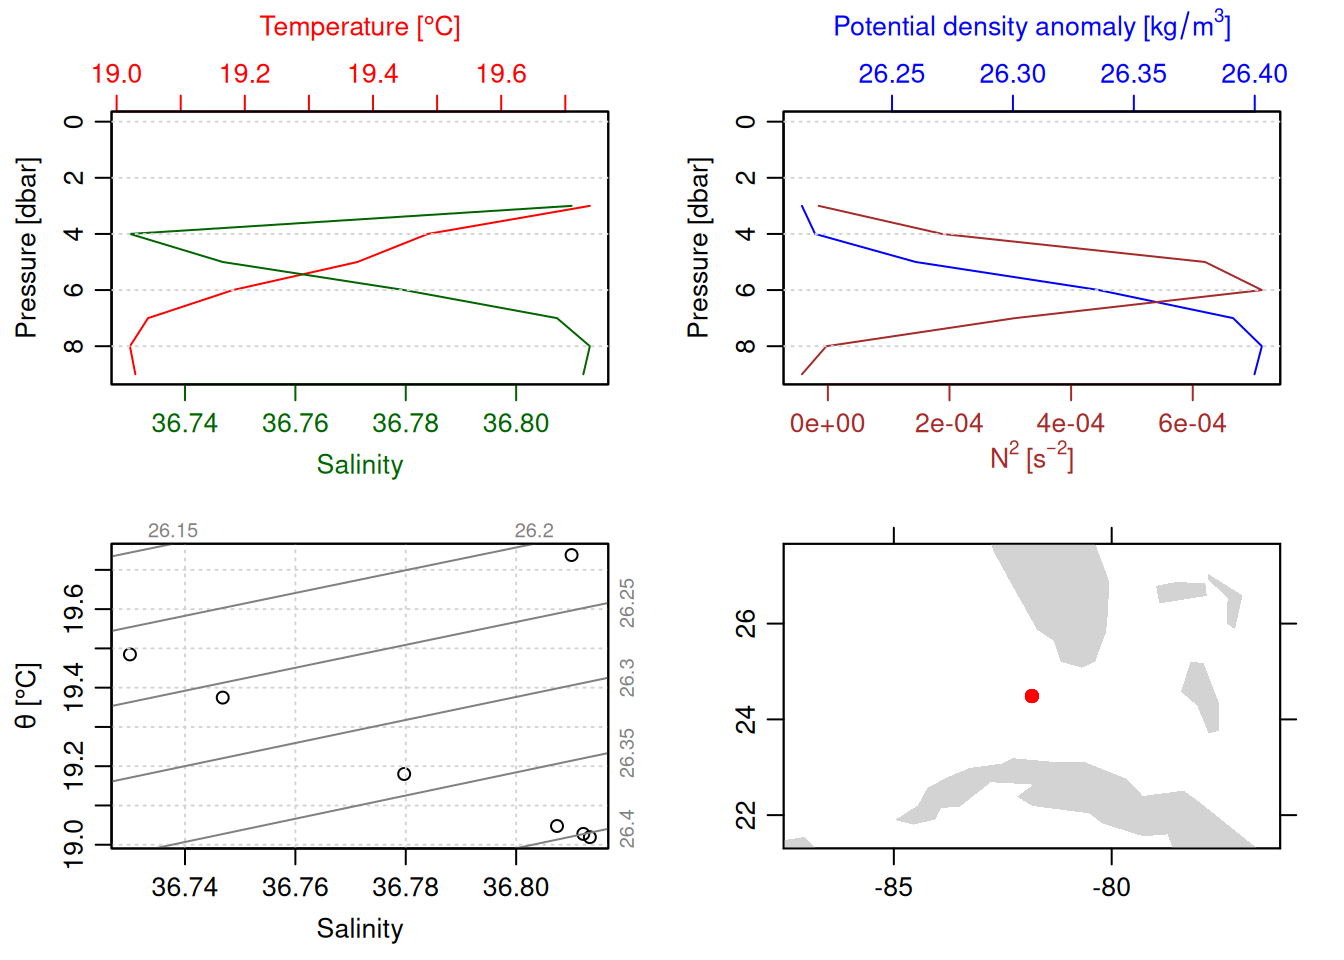 Temperature [°C]
19.0 19.2 19.4 19.6
Pressure [dbar]
0
2
4
6
8
36.74 36.76 36.78 36.80
Salinity
Potential density anomaly [kg/m³]
26.25 26.30 26.35 26.40
Pressure [dbar]
0
2
4
6
8
0e+00 2e-04 4e-04 6e-04
N² [s⁻²]
26.15 26.2
θ [°C]
19.6
19.4
19.2
19.0
26.25
26.3
26.35
26.4
36.74 36.76 36.78 36.80
Salinity
26
24
22
-85 -80